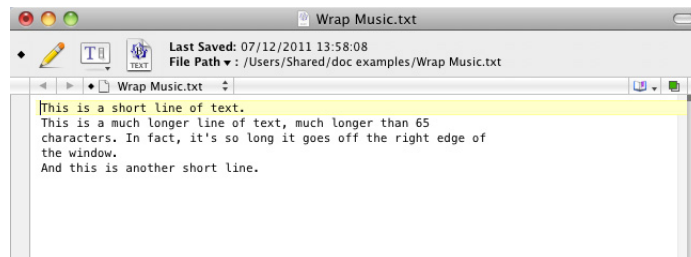 Wrap Music.txt
Last Saved: 07/12/2011 13:58:08
File Path ▾ : /Users/Shared/doc examples/Wrap Music.txt
T
TEXT
Wrap Music.txt
This is a short line of text.
This is a much longer line of text, much longer than 65
characters. In fact, it's so long it goes off the right edge of
the window.
And this is another short line.